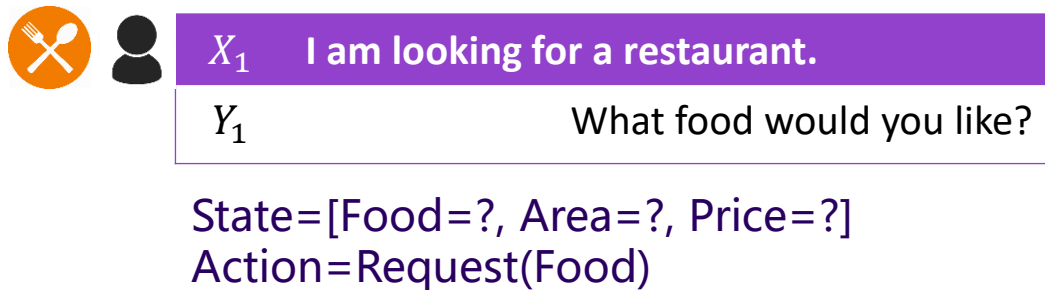 X₁ I am looking for a restaurant.
Y₁ What food would you like?
State=[Food=?, Area=?, Price=?]
Action=Request(Food)